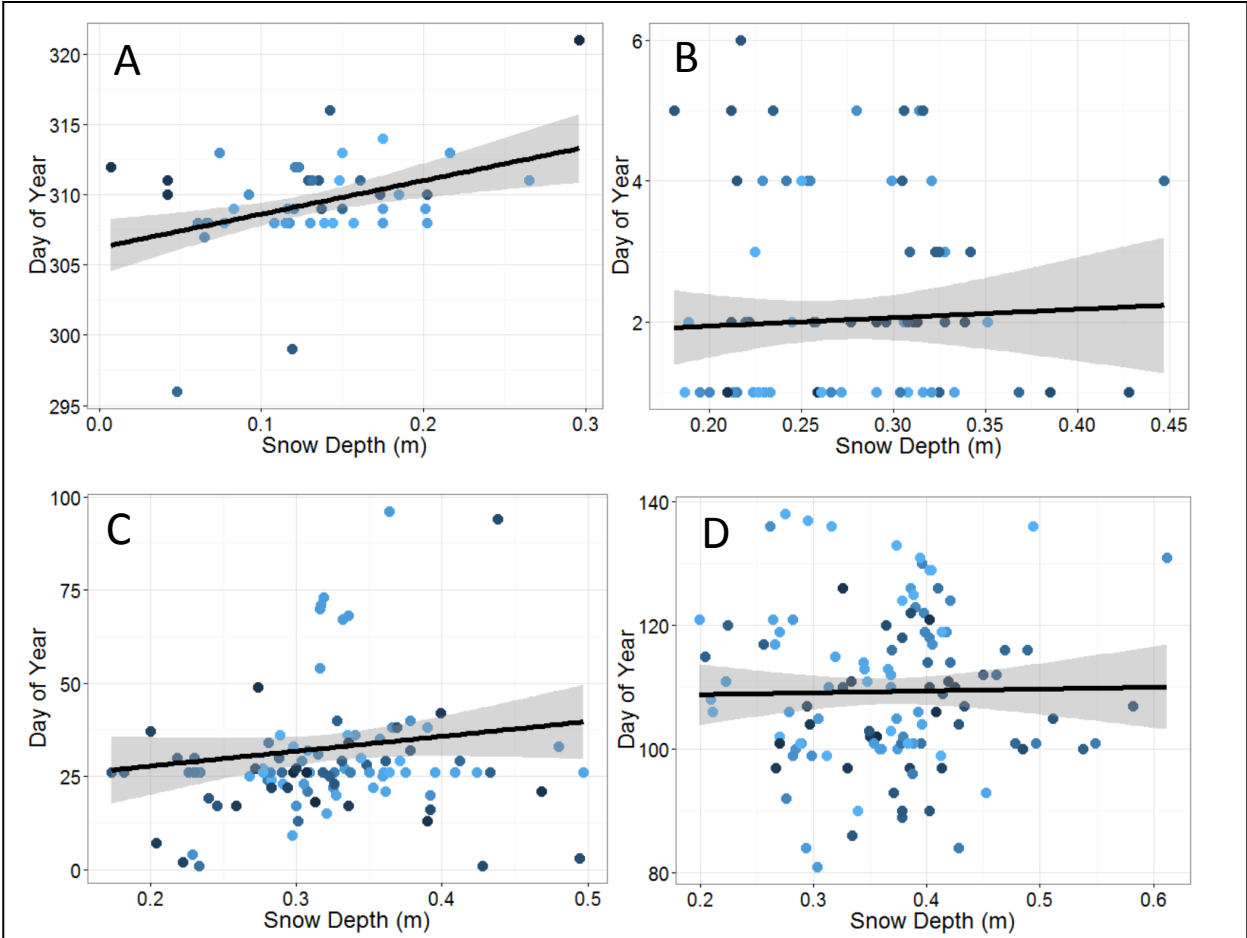 A
320
315
310
305
300
295
Day of Year
0.0 0.1 0.2 0.3
Snow Depth (m)
B
6
4
2
Day of Year
0.20 0.25 0.30 0.35 0.40 0.45
Snow Depth (m)
C
100
75
50
25
0
Day of Year
0.2 0.3 0.4 0.5
Snow Depth (m)
D
140
120
100
80
Day of Year
0.2 0.3 0.4 0.5 0.6
Snow Depth (m)